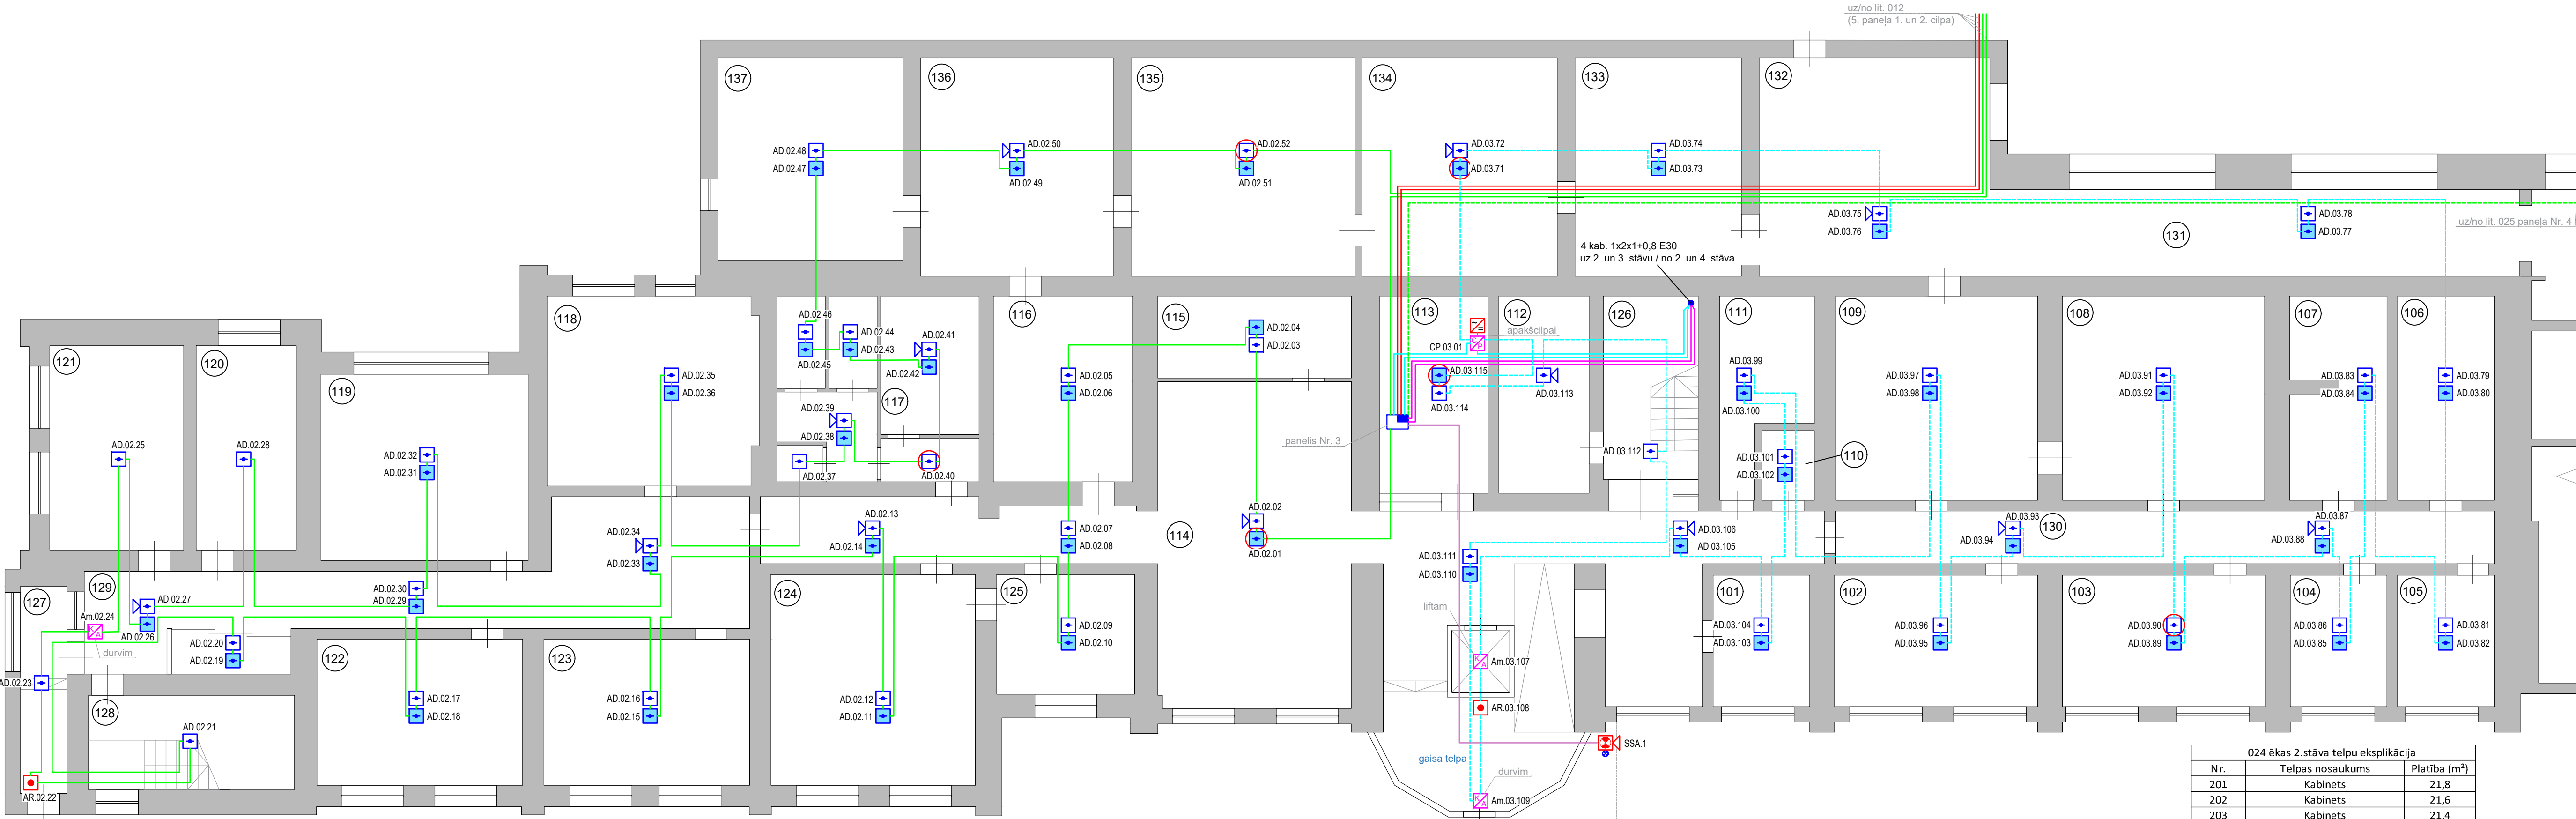 uz/no lit. 012
(5. paneļa 1. un 2. cilpa)
137
136
135
134
133
132
AD.02.48
AD.02.47
AD.02.50
AD.02.49
AD.02.52
AD.02.51
AD.03.72
AD.03.71
AD.03.74
AD.03.73
AD.03.75
AD.03.76
AD.03.78
AD.03.77
131
uz/no lit. 025 paneļa Nr. 4
4 kab. 1x2x1+0,8 E30
uz 2. un 3. stāvu / no 2. un 4. stāva
121
120
119
118
117
116
115
113
112
126
111
109
108
107
106
AD.02.46
AD.02.45
AD.02.44
AD.02.43
AD.02.41
AD.02.42
AD.02.04
AD.02.03
apakšcilpai
CP.03.01
AD.02.35
AD.02.36
AD.02.05
AD.02.06
AD.03.115
AD.03.114
AD.03.113
AD.03.99
AD.03.100
AD.03.97
AD.03.98
AD.03.91
AD.03.92
AD.03.83
AD.03.84
AD.03.79
AD.03.80
AD.02.39
AD.02.38
AD.02.37
AD.02.40
panelis Nr. 3
AD.02.25
AD.02.28
AD.02.32
AD.02.31
AD.03.112
AD.03.101
AD.03.102
110
AD.02.34
AD.02.33
AD.02.13
AD.02.14
AD.02.07
AD.02.08
114
AD.02.02
AD.02.01
AD.03.106
AD.03.105
AD.03.93
AD.03.94
130
AD.03.87
AD.03.88
AD.03.111
AD.03.110
127
129
Am.02.24
AD.02.27
AD.02.26
AD.02.30
AD.02.29
124
125
101
102
103
104
105
liftam
AD.02.20
AD.02.19
durvim
122
123
AD.02.09
AD.02.10
AD.03.104
AD.03.103
AD.03.96
AD.03.95
AD.03.90
AD.03.89
AD.03.86
AD.03.85
AD.03.81
AD.03.82
Am.03.107
AD.02.23
128
AD.02.21
AD.02.17
AD.02.18
AD.02.16
AD.02.15
AD.02.12
AD.02.11
AR.03.108
SSA.1
gaisa telpa
durvim
Am.03.109
AR.02.22
024 ēkas 2.stāva telpu eksplikācija
Nr. Telpas nosaukums Platība (m²)
201 Kabinets 21,8
202 Kabinets 21,6
203 Kabinets 21,4